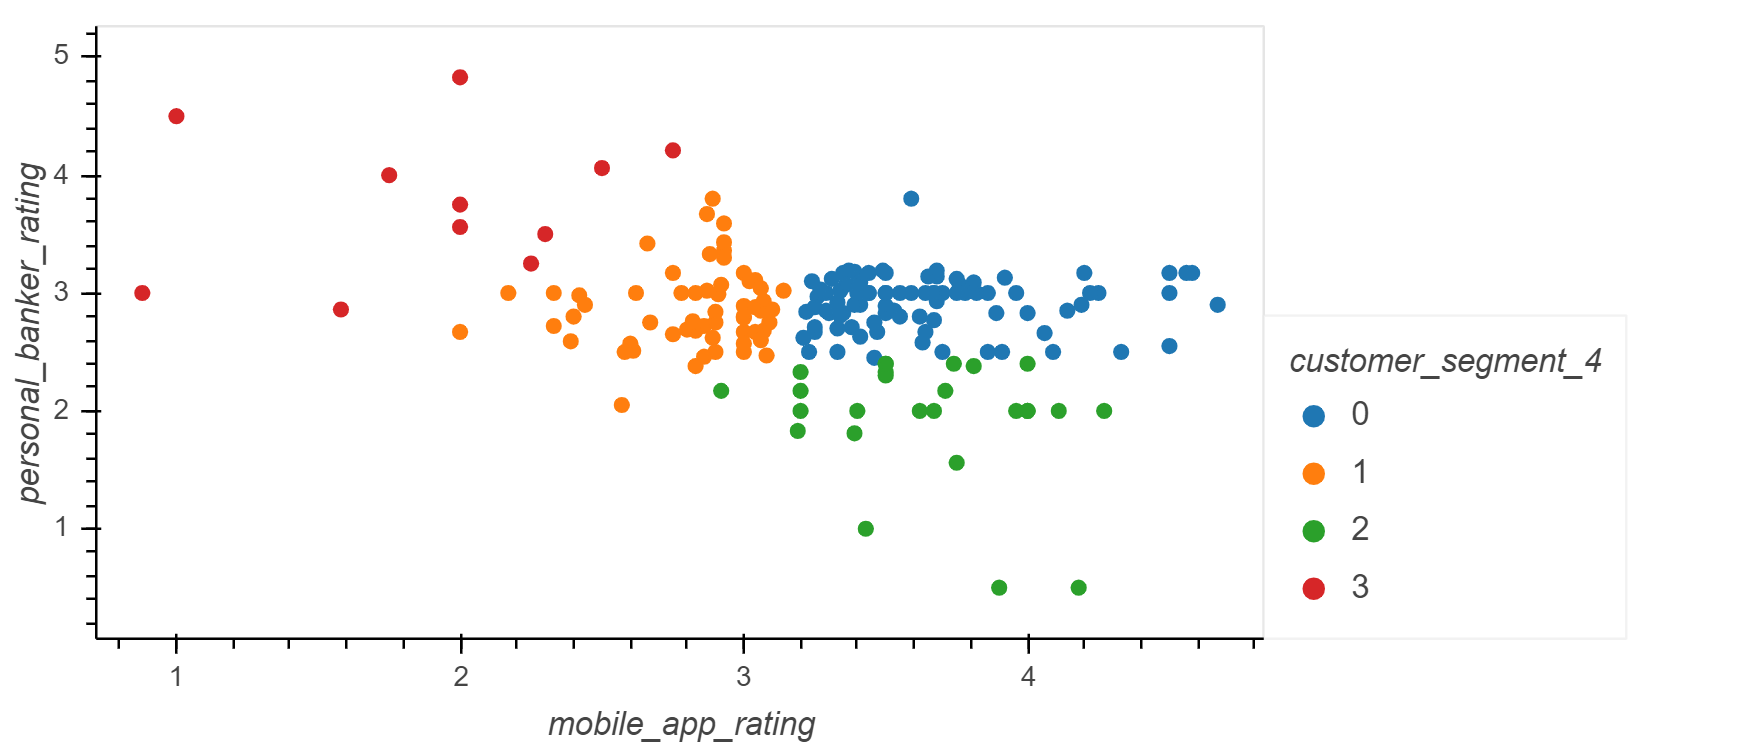 5
4
3
2
1
personal_banker_rating
1 2 3 4
mobile_app_rating
customer_segment_4
0
1
2
3